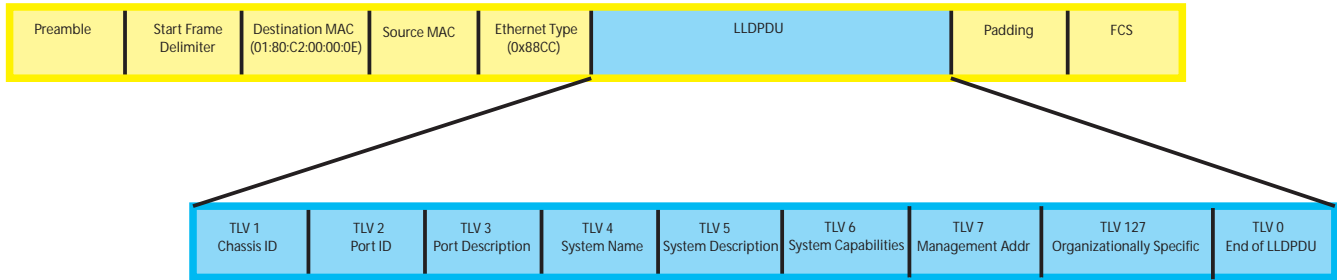 Preamble
Start Frame
Delimiter
Destination MAC
(01:80:C2:00:00:0E)
Source MAC
Ethernet Type
(0x88CC)
LLDPDU
Padding
FCS
TLV 1
Chassis ID
TLV 2
Port ID
TLV 3
Port Description
TLV 4
System Name
TLV 5
System Description
TLV 6
System Capabilities
TLV 7
Management Addr
TLV 127
Organizationally Specific
TLV 0
End of LLDPDU